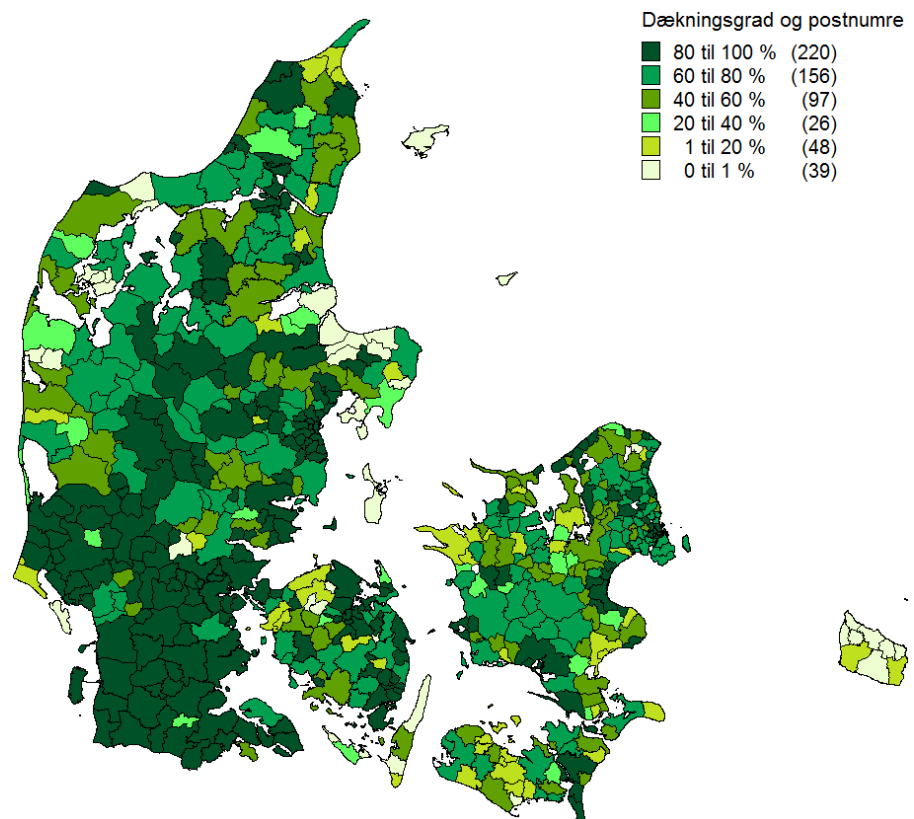 Dækningsgrad og postnumre
80 til 100 % (220)
60 til 80 % (156)
40 til 60 % (97)
20 til 40 % (26)
1 til 20 % (48)
0 til 1 % (39)